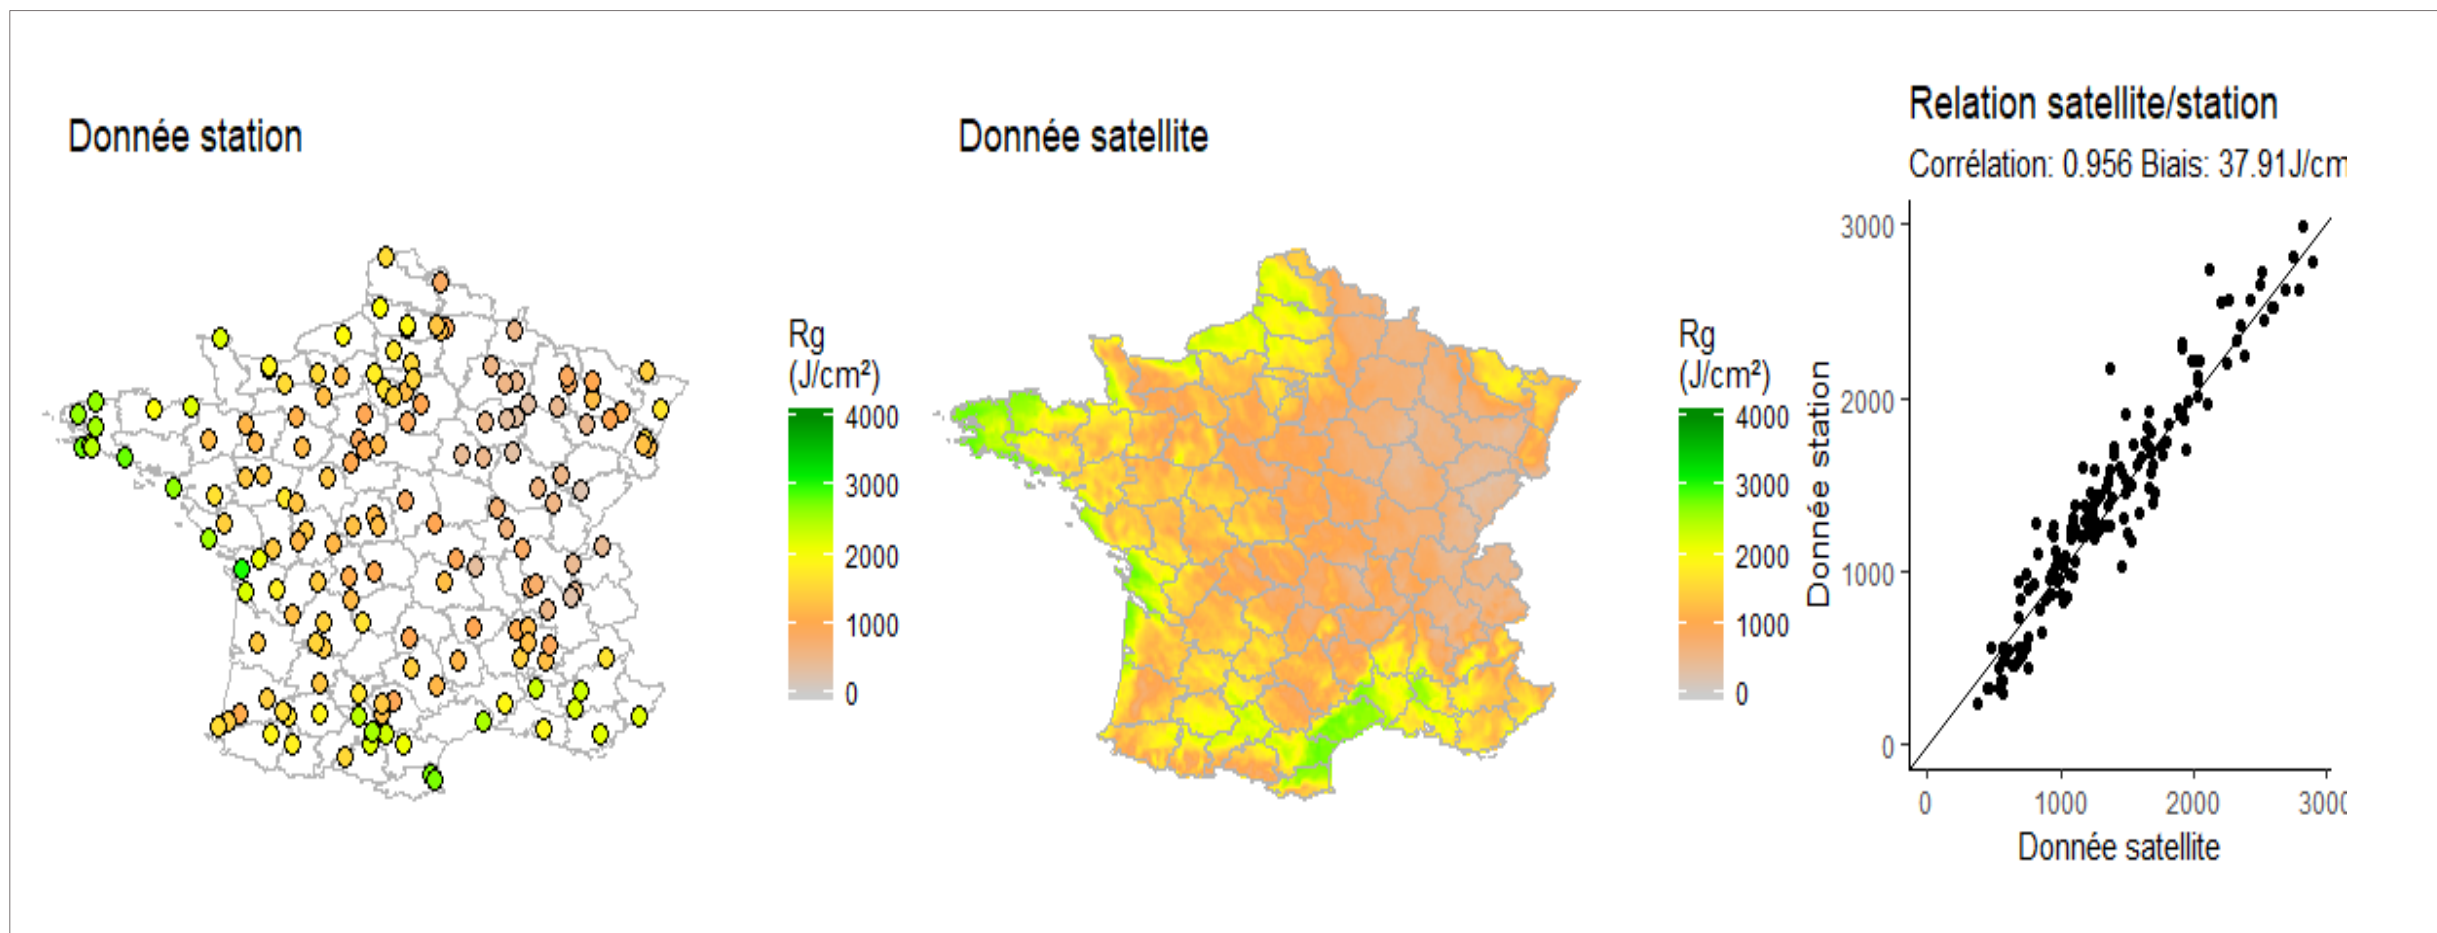 Donnée station
Rg
(J/cm²)
4000
3000
2000
1000
0
Donnée satellite
Rg
(J/cm²)
4000
3000
2000
1000
0
Relation satellite/station
Corrélation: 0.956 Biais: 37.91J/cm
Donnée station
3000
2000
1000
0
0
1000
2000
3000
Donnée satellite